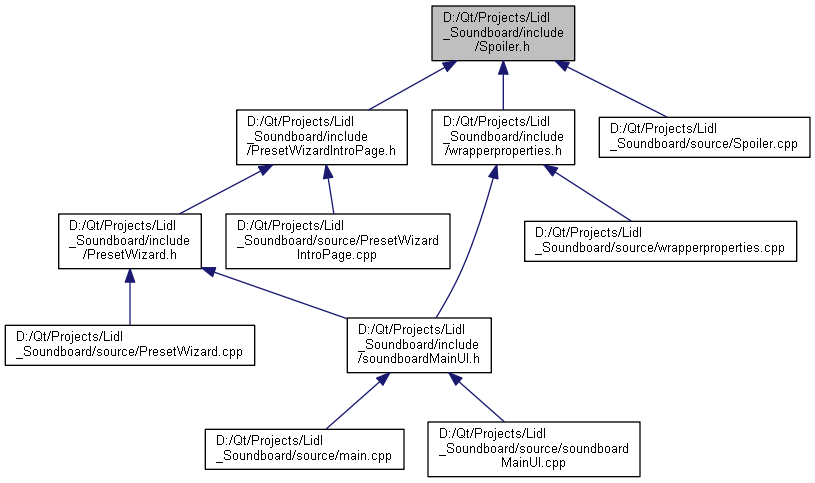 D:/Qt/Projects/Lidl
_Soundboard/include
/Spoiler.h
D:/Qt/Projects/Lidl
_Soundboard/include
/PresetWizardIntroPage.h
D:/Qt/Projects/Lidl
_Soundboard/include
/wrapperproperties.h
D:/Qt/Projects/Lidl
_Soundboard/source/Spoiler.cpp
D:/Qt/Projects/Lidl
_Soundboard/include
/PresetWizard.h
D:/Qt/Projects/Lidl
_Soundboard/source/PresetWizard
IntroPage.cpp
D:/Qt/Projects/Lidl
_Soundboard/source/wrapperproperties.cpp
D:/Qt/Projects/Lidl
_Soundboard/source/PresetWizard.cpp
D:/Qt/Projects/Lidl
_Soundboard/include
/soundboardMainUI.h
D:/Qt/Projects/Lidl
_Soundboard/source/main.cpp
D:/Qt/Projects/Lidl
_Soundboard/source/soundboard
MainUI.cpp